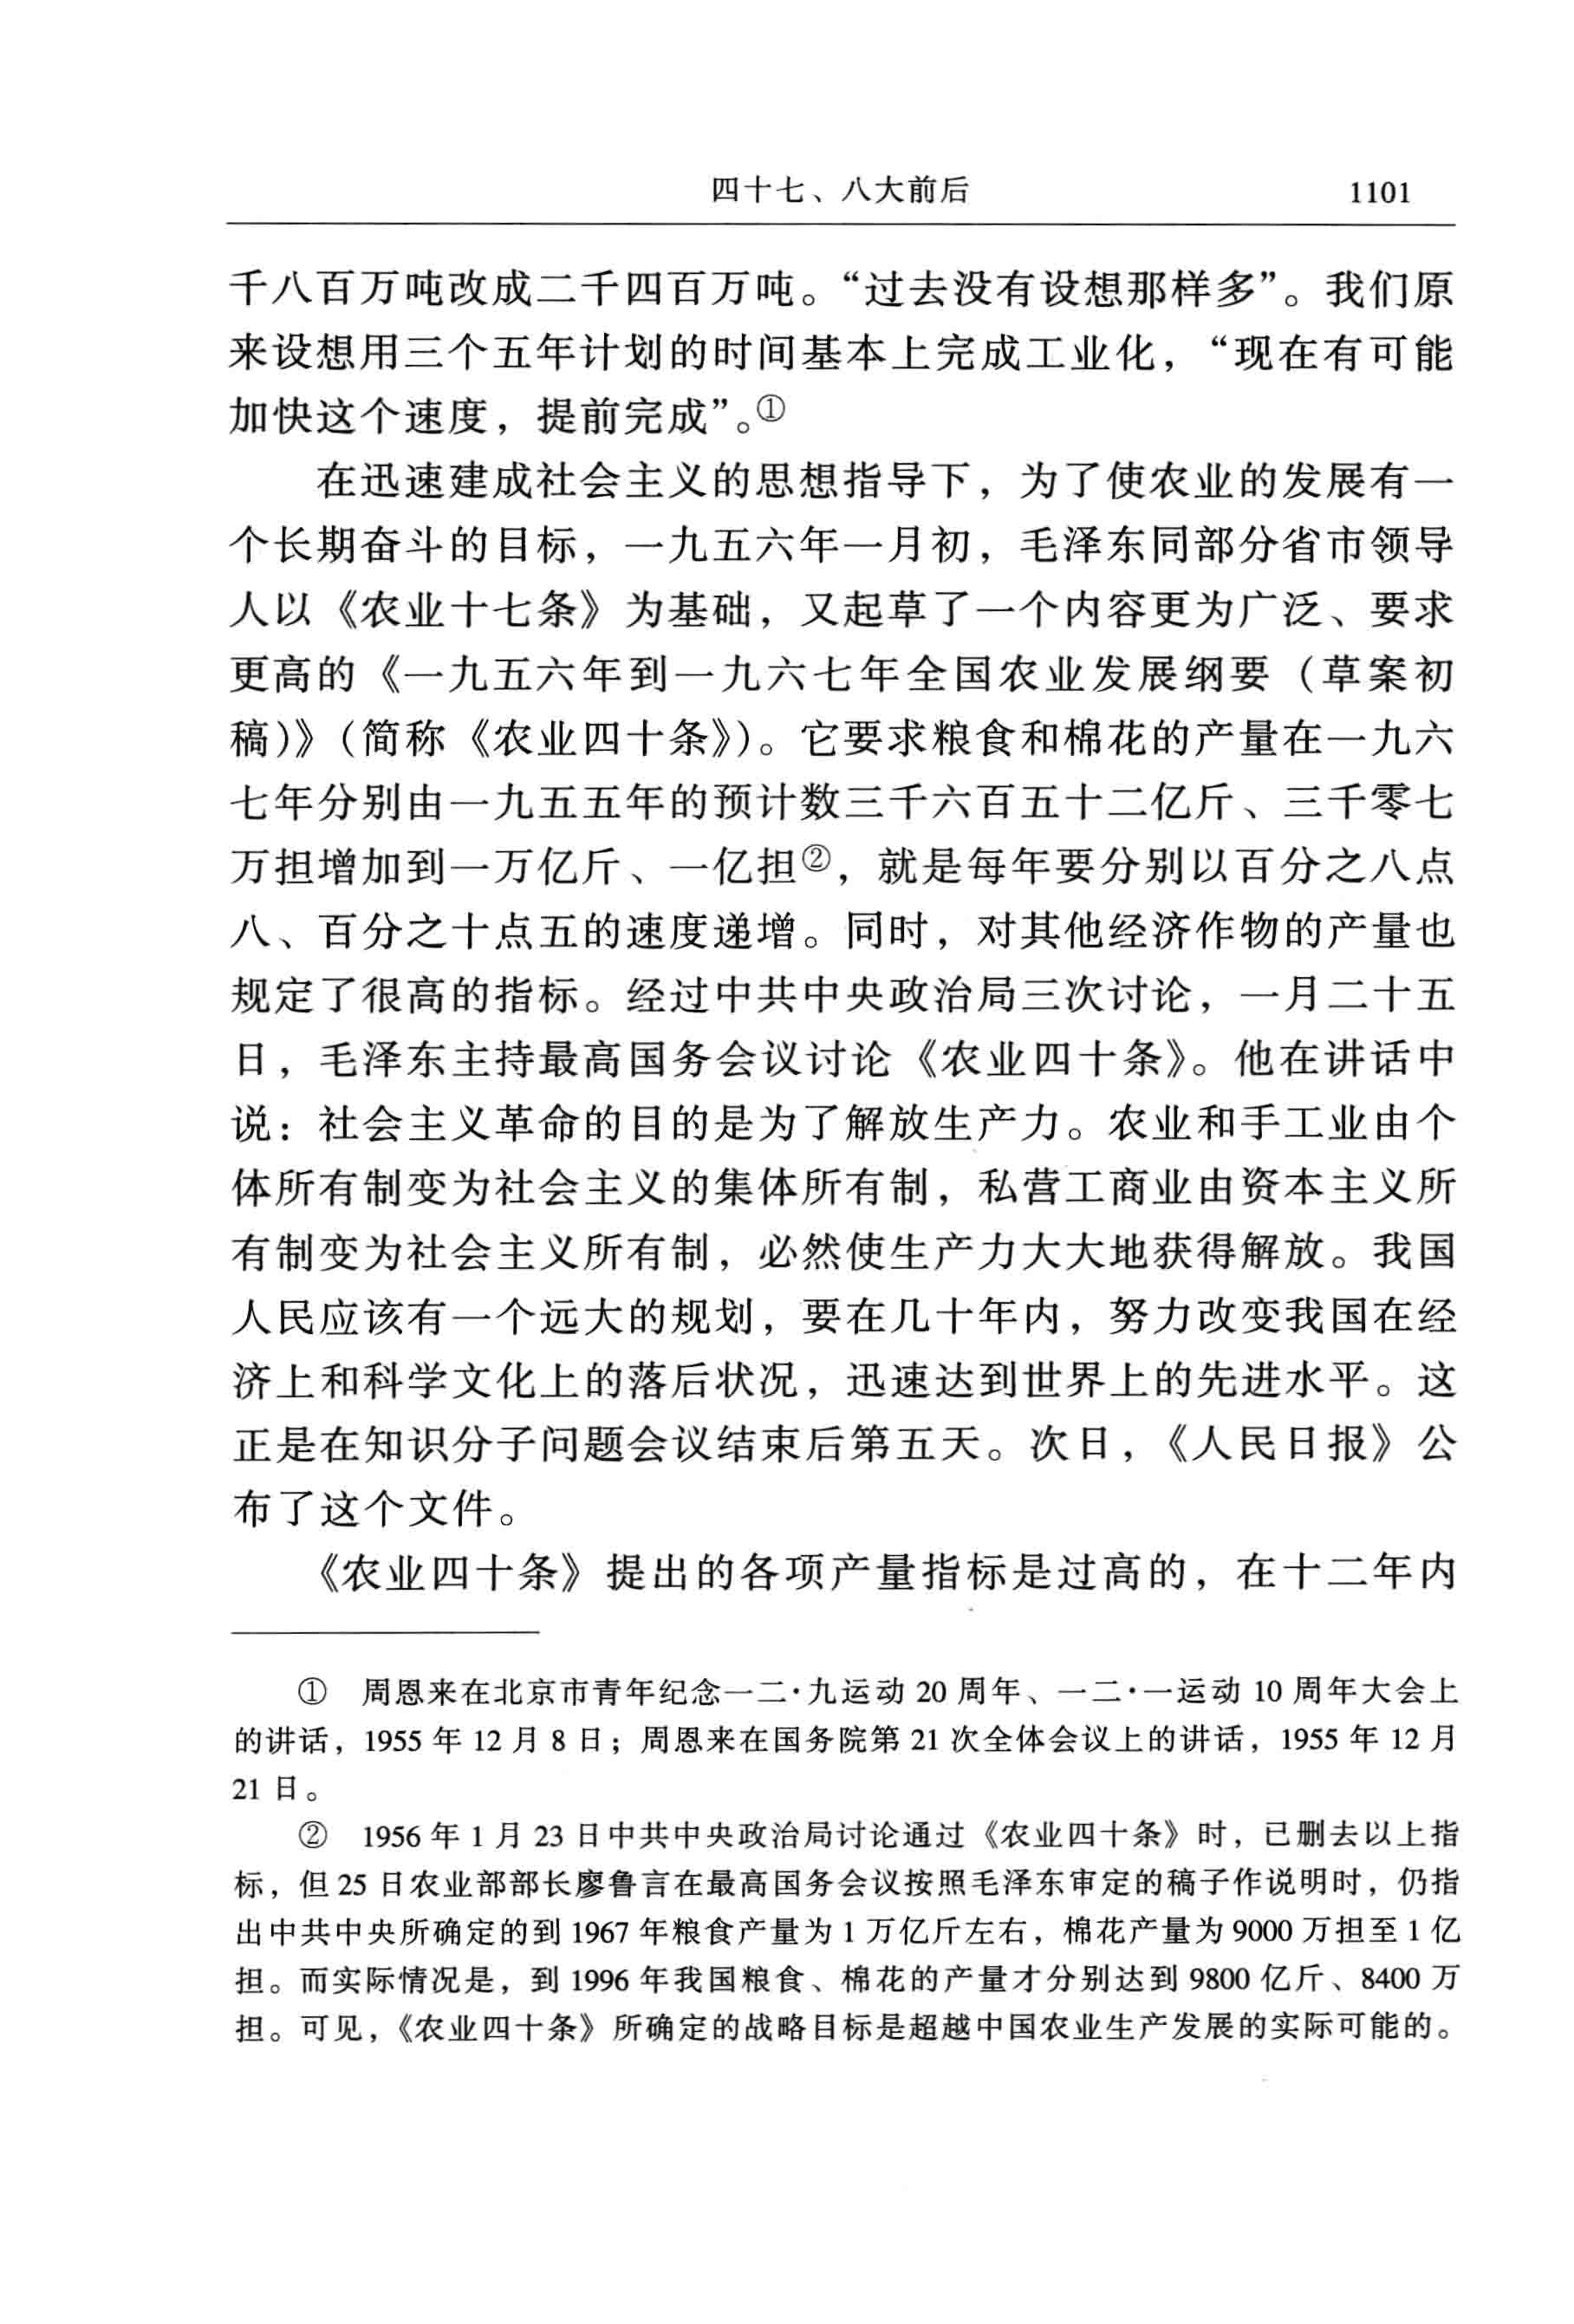 四十七、八大前后 1101
千八百万吨改成二千四百万吨。“过去没有设想那样多”。我们原
来设想用三个五年计划的时间基本上完成工业化，“现在有可能
加快这个速度，提前完成”。①
在迅速建成社会主义的思想指导下，为了使农业的发展有一
个长期奋斗的目标，一九五六年一月初，毛泽东同部分省市领导
人以《农业十七条》为基础，又起草了一个内容更为广泛、要求
更高的《一九五六年到一九六七年全国农业发展纲要（草案初
稿）》（简称《农业四十条》）。它要求粮食和棉花的产量在一九六
七年分别由一九五五年的预计数三千六百五十二亿斤、三千零七
万担增加到一万亿斤、一亿担②，就是每年要分别以百分之八点
八、百分之十点五的速度递增。同时，对其他经济作物的产量也
规定了很高的指标。经过中共中央政治局三次讨论，一月二十五
日，毛泽东主持最高国务会议讨论《农业四十条》。他在讲话中
说：社会主义革命的目的是为了解放生产力。农业和手工业由个
体所有制变为社会主义的集体所有制，私营工商业由资本主义所
有制变为社会主义所有制，必然使生产力大大地获得解放。我国
人民应该有一个远大的规划，要在几十年内，努力改变我国在经
济上和科学文化上的落后状况，迅速达到世界上的先进水平。这
正是在知识分子问题会议结束后第五天。次日，《人民日报》公
布了这个文件。
《农业四十条》提出的各项产量指标是过高的，在十二年内
① 周恩来在北京市青年纪念一二·九运动 20 周年、一二·一运动 10 周年大会上
的讲话，1955 年 12 月 8 日；周恩来在国务院第 21 次全体会议上的讲话，1955 年 12 月
21 日。
② 1956 年 1 月 23 日中共中央政治局讨论通过《农业四十条》时，已删去以上指
标，但 25 日农业部部长廖鲁言在最高国务会议按照毛泽东审定的稿子作说明时，仍指
出中共中央所确定的到 1967 年粮食产量为 1 万亿斤左右，棉花产量为 9000 万担至 1 亿
担。而实际情况是，到 1996 年我国粮食、棉花的产量才分别达到 9800 亿斤、8400 万
担。可见，《农业四十条》所确定的战略目标是超越中国农业生产发展的实际可能的。